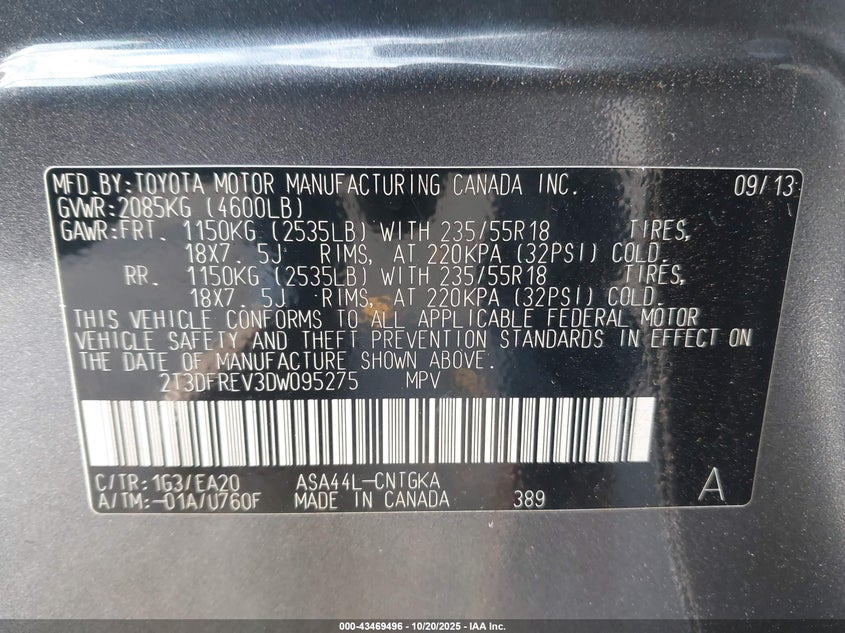 MFD.BY:TOYOTA MOTOR MANUFACTURING CANADA INC. 09/13
GVWR:2085KG (4600LB)
GAWR:FRT. 1150KG (2535LB) WITH 235/55R18 TIRES,
18X7.5J RIMS, AT 220KPA (32PSI) COLD.
RR. 1150KG (2535LB) WITH 235/55R18 TIRES,
18X7.5J RIMS, AT 220KPA (32PSI) COLD.
THIS VEHICLE CONFORMS TO ALL APPLICABLE FEDERAL MOTOR
VEHICLE SAFETY AND THEFT PREVENTION STANDARDS IN EFFECT ON
THE DATE OF MANUFACTURE SHOWN ABOVE.
2T3DFREV3DW095275 MPV
C/TR:1G3/EA20 ASA44L-CNTGKA
A/TM:-01A/U760F MADE IN CANADA 389 A
000-43469496 - 10/20/2025 - IAA Inc.